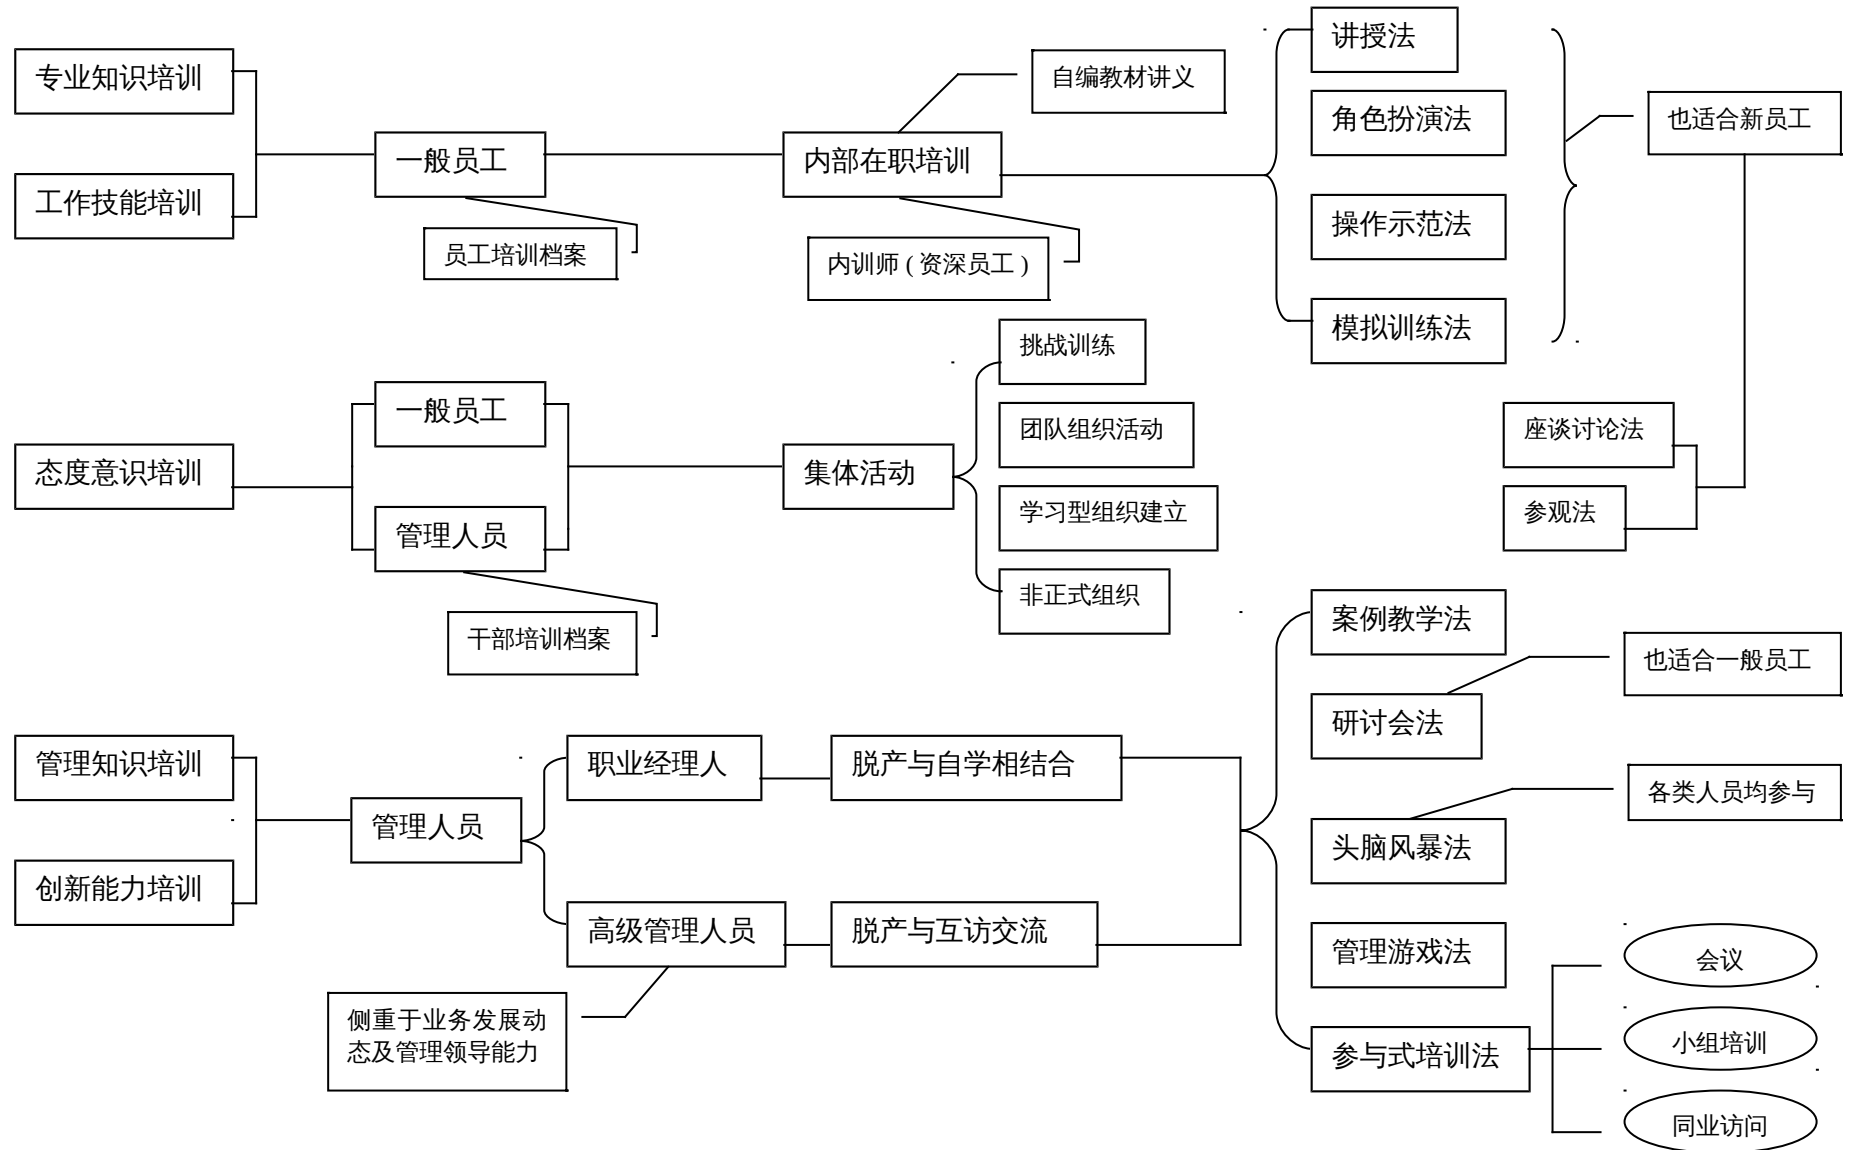 讲授法
专业知识培训
自编教材讲义
角色扮演法
也适合新员工
一般员工
内部在职培训
工作技能培训
操作示范法
员工培训档案
内训师 ( 资深员工 )
模拟训练法
挑战训练
一般员工
团队组织活动
座谈讨论法
态度意识培训
集体活动
学习型组织建立
参观法
管理人员
非正式组织
案例教学法
干部培训档案
也适合一般员工
研讨会法
管理知识培训
职业经理人
脱产与自学相结合
各类人员均参与
管理人员
头脑风暴法
创新能力培训
高级管理人员
脱产与互访交流
管理游戏法
会议
侧重于业务发展动
态及管理领导能力
小组培训
参与式培训法
同业访问